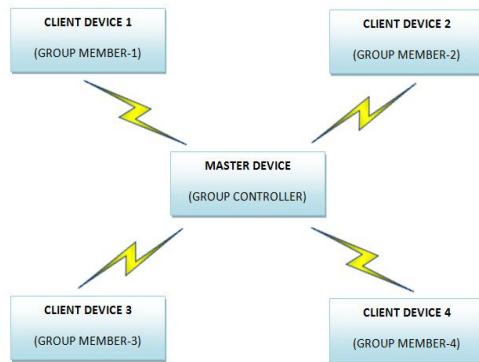 CLIENT DEVICE 1
(GROUP MEMBER-1)
CLIENT DEVICE 2
(GROUP MEMBER-2)
MASTER DEVICE
(GROUP CONTROLLER)
CLIENT DEVICE 3
(GROUP MEMBER-3)
CLIENT DEVICE 4
(GROUP MEMBER-4)